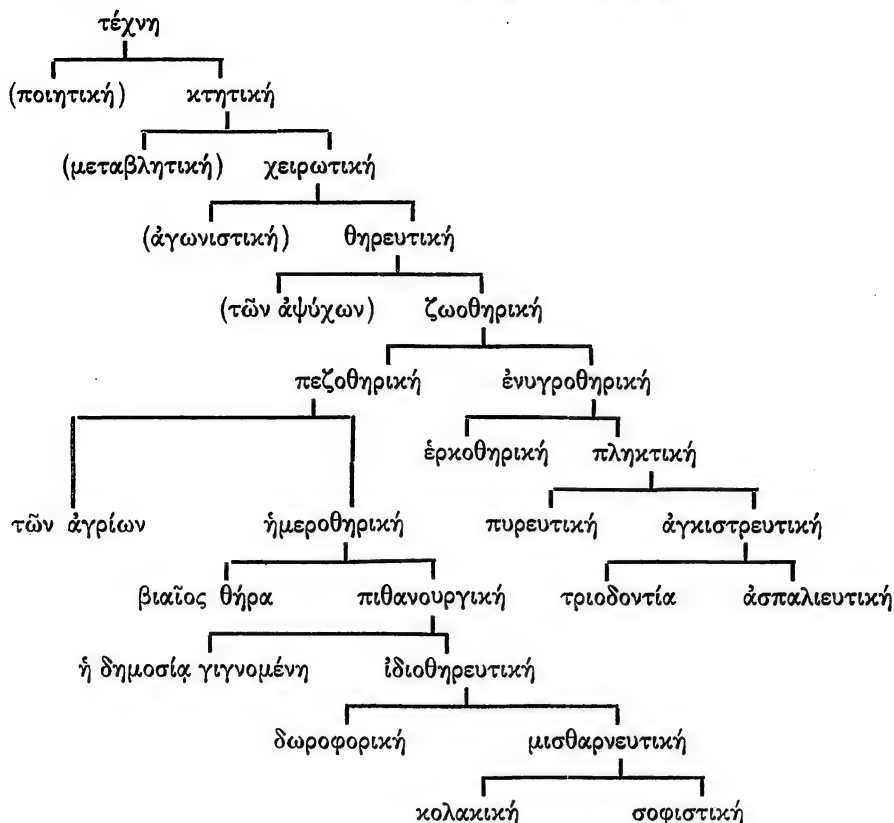 τέχνη
(ποιητική) κτητική
(μεταβλητική) χειρωτική
(ἀγωνιστική) θηρευτική
(τῶν ἀψύχων) ζωοθηρική
πεζοθηρική ἐνυγροθηρική
ἑρκοθηρική πληκτική
τῶν ἀγρίων ἡμεροθηρική πυρευτική ἀγκιστρευτική
βιαῖος θήρα πιθανουργική τριοδοντία ἀσπαλιευτική
ἡ δημοσίᾳ γιγνομένη ἰδιοθηρευτική
δωροφορική μισθαρνευτική
κολακική σοφιστική